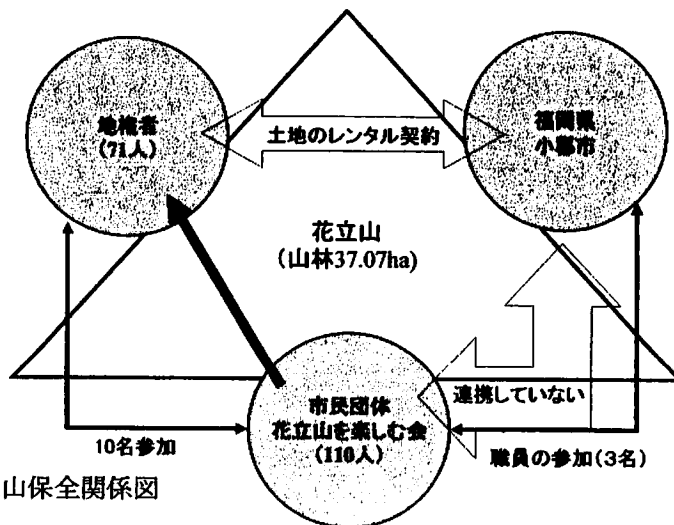 地権者
(71人)
土地のレンタル契約
福岡県
小郡市
花立山
(山林37.07ha)
連携していない
市民団体
花立山を楽しむ会
(110人)
10名参加
職員の参加(3名)
山保全関係図